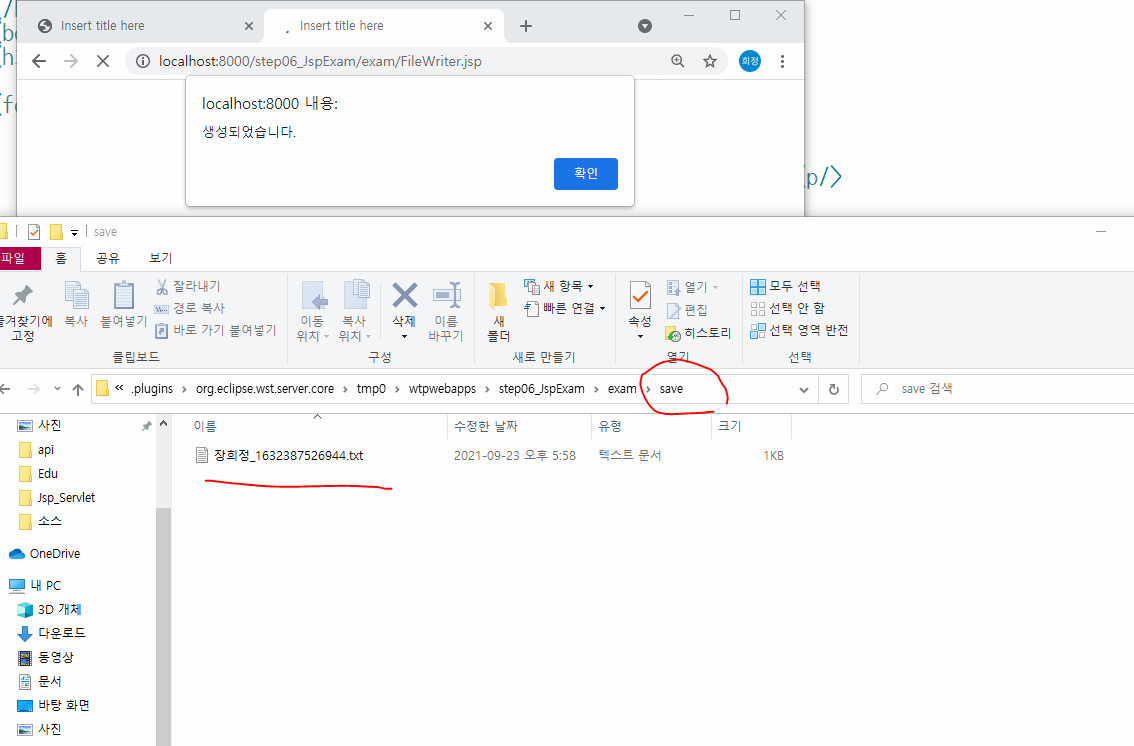 Insert title here
Insert title here
localhost:8000/step06_JspExam/exam/FileWriter.jsp
희정
localhost:8000 내용:
생성되었습니다.
확인
p/>
save
파일 홈 공유 보기
잘라내기
경로 복사
바로 가기 붙여넣기
복사
붙여넣기
고정
클립보드
이동 위치
복사 위치
삭제
이름 바꾸기
구성
새 폴더
새 항목
빠른 연결
새로 만들기
속성
열기
편집
히스토리
열기
모두 선택
선택 안 함
선택 영역 반전
선택
« .plugins › org.eclipse.wst.server.core › tmp0 › wtpwebapps › step06_JspExam › exam › save
save 검색
이름 수정한 날짜 유형 크기
장희정_1632387526944.txt 2021-09-23 오후 5:58 텍스트 문서 1KB
사진
api
Edu
Jsp_Servlet
소스
OneDrive
내 PC
3D 개체
다운로드
동영상
문서
바탕 화면
사진